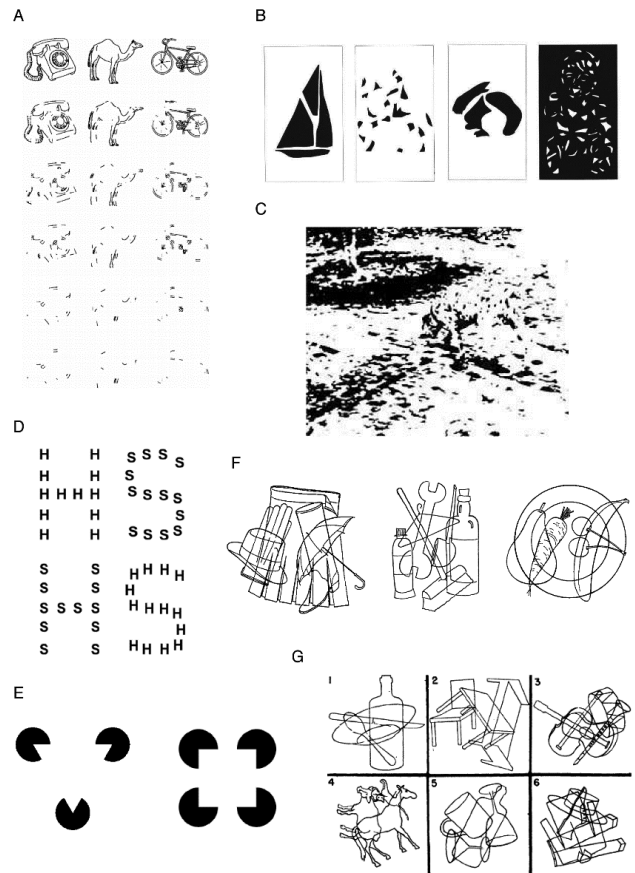 A
B
C
D
H H S S S S
H H S
H H H H S S S S
H H S
H H S S S S
S S H H H H
S S H
S S S S H H H H
S S H
S S H H H H
F
E
G
1 2 3
4 5 6